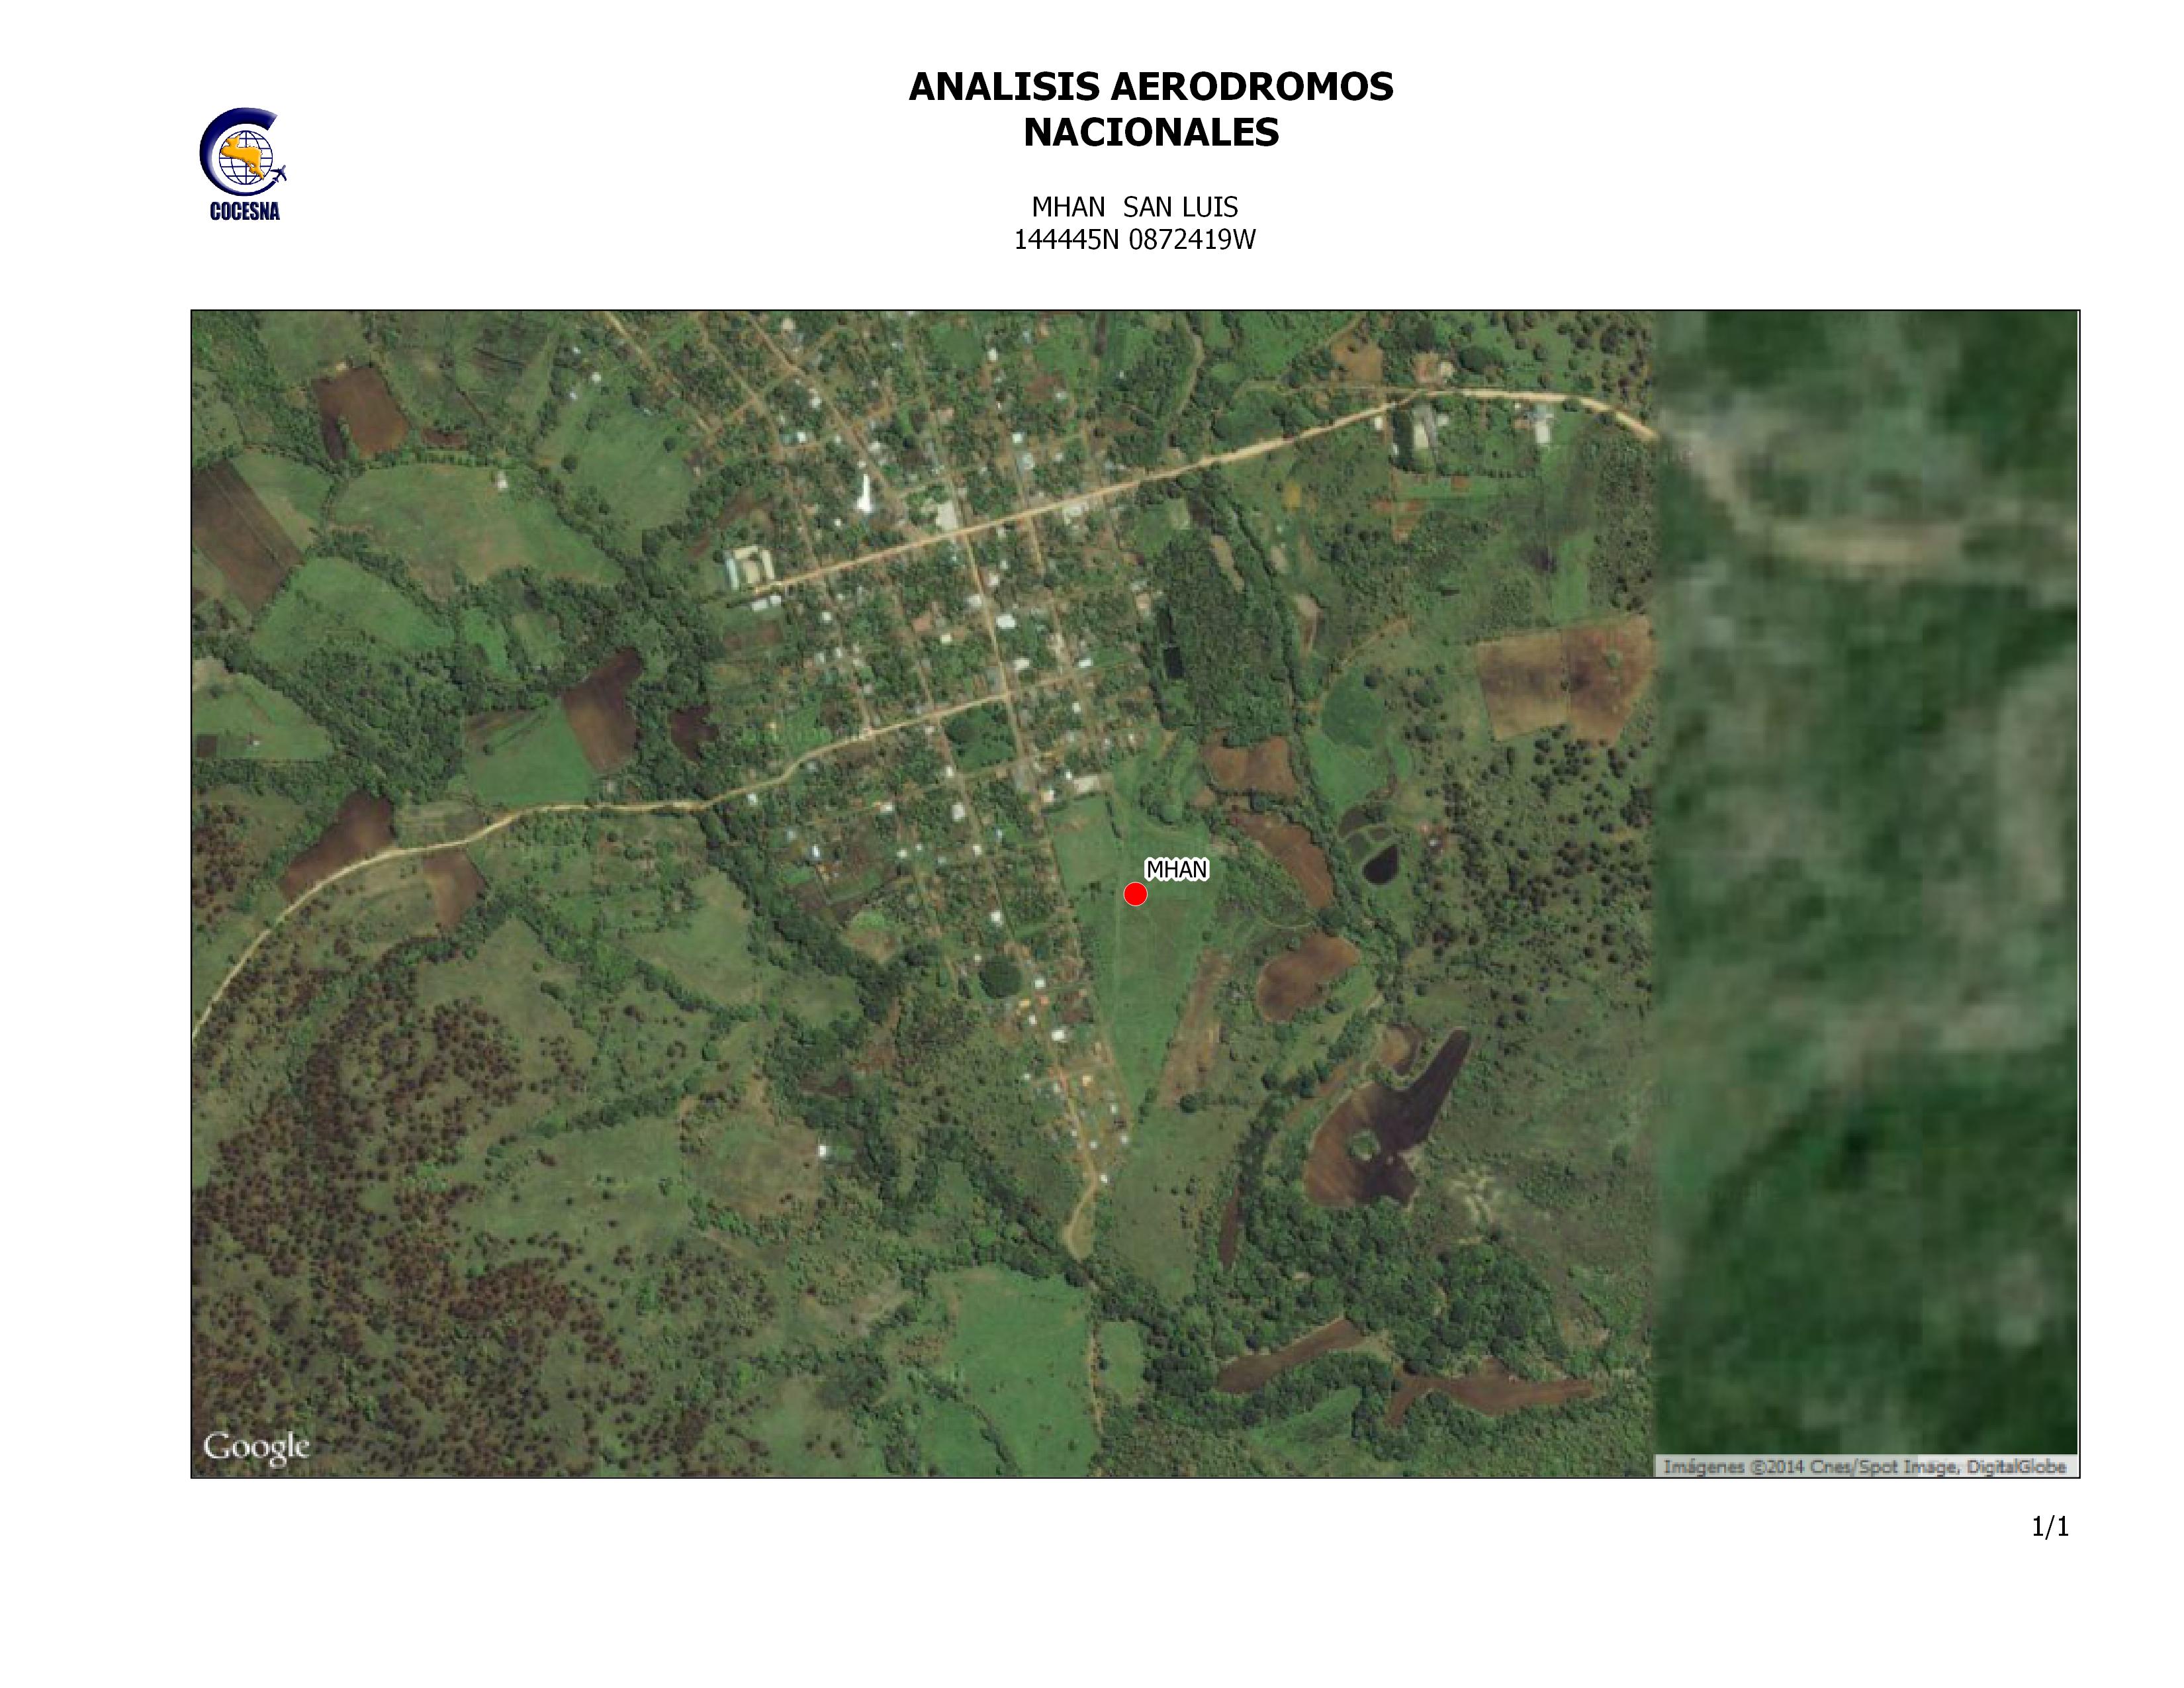 ANALISIS AERODROMOS
NACIONALES
COCESNA
MHAN SAN LUIS
144445N 0872419W
MHAN
Google
Imágenes ©2014 Cnes/Spot Image, DigitalGlobe
1/1